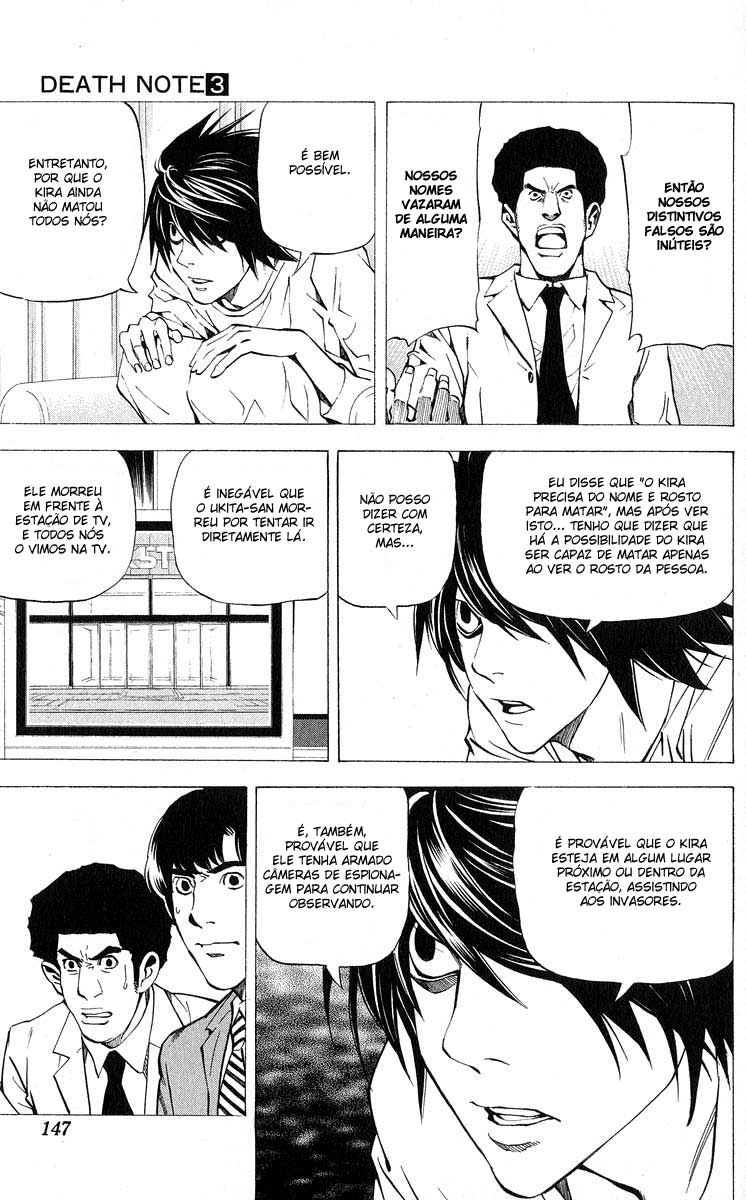 DEATH NOTE 3
ENTÃO
NOSSOS
DISTINTIVOS
FALSOS SÃO
INÚTEIS?
NOSSOS
NOMES
VAZARAM
DE ALGUMA
MANEIRA?
É BEM
POSSÍVEL.
ENTRETANTO,
POR QUE O
KIRA AINDA
NÃO MATOU
TODOS NÓS?
EU DISSE QUE "O KIRA
PRECISA DO NOME E ROSTO
PARA MATAR", MAS APÓS VER
ISTO... TENHO QUE DIZER QUE
HÁ A POSSIBILIDADE DO KIRA
SER CAPAZ DE MATAR APENAS
AO VER O ROSTO DA PESSOA.
NÃO POSSO
DIZER COM
CERTEZA,
MAS...
É INEGÁVEL QUE
O UKITA-SAN MOR-
REU POR TENTAR IR
DIRETAMENTE LÁ.
ELE MORREU
EM FRENTE À
ESTAÇÃO DE TV,
E TODOS NÓS
O VIMOS NA TV.
É PROVÁVEL QUE O KIRA
ESTEJA EM ALGUM LUGAR
PRÓXIMO OU DENTRO DA
ESTAÇÃO, ASSISTINDO
AOS INVASORES.
É, TAMBÉM,
PROVÁVEL QUE
ELE TENHA ARMADO
CÂMERAS DE ESPIONA-
GEM PARA CONTINUAR
OBSERVANDO.
147